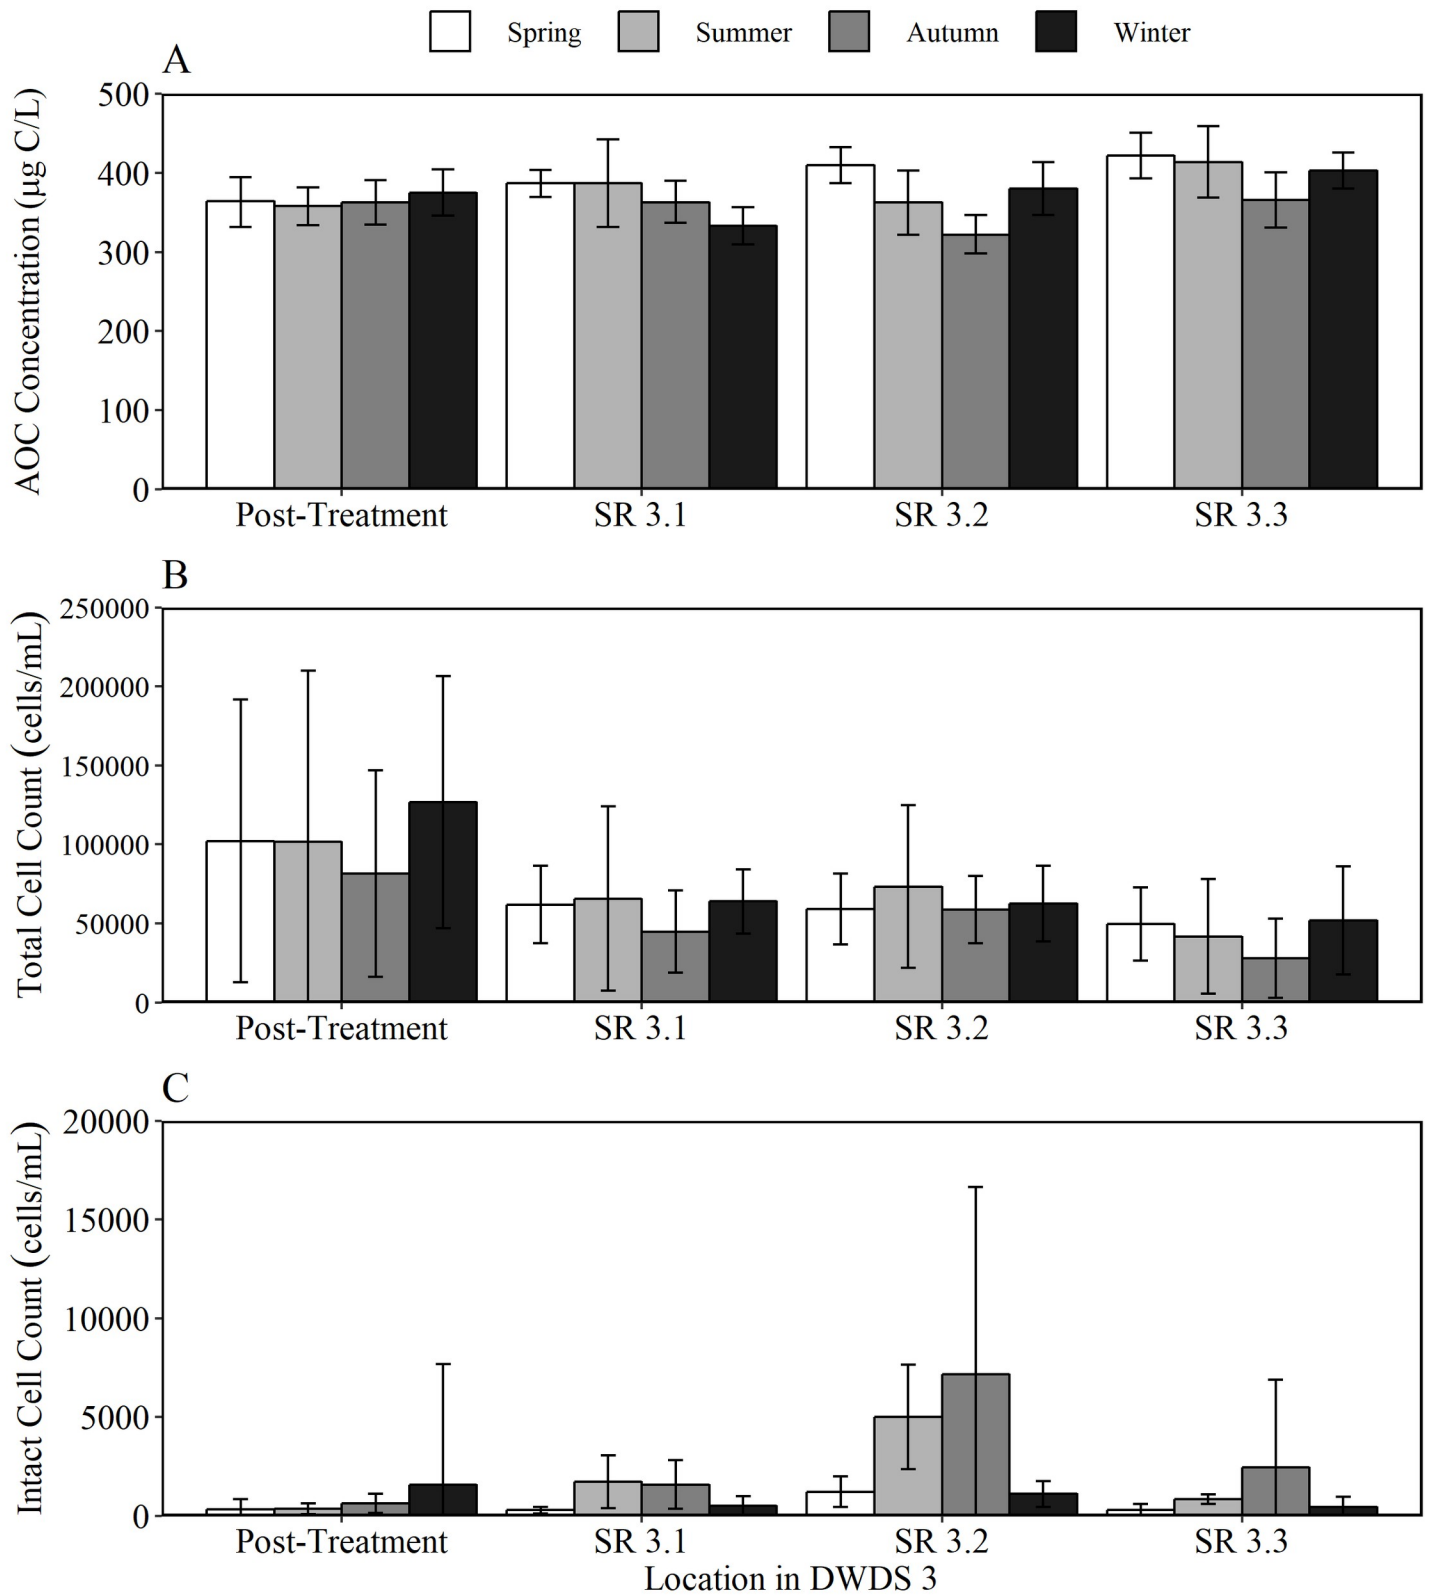 Spring Summer Autumn Winter
A
AOC Concentration (µg C/L)
500
400
300
200
100
0
Post-Treatment SR 3.1 SR 3.2 SR 3.3
B
Total Cell Count (cells/mL)
250000
200000
150000
100000
50000
0
Post-Treatment SR 3.1 SR 3.2 SR 3.3
C
Intact Cell Count (cells/mL)
20000
15000
10000
5000
0
Post-Treatment SR 3.1 SR 3.2 SR 3.3
Location in DWDS 3